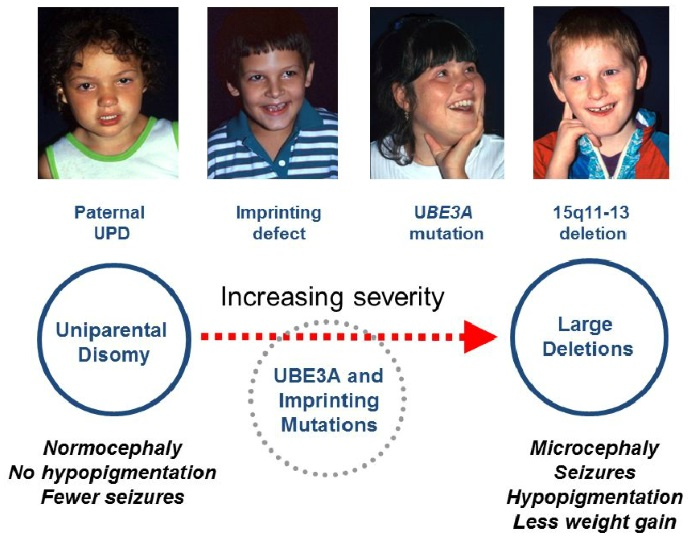 Paternal
UPD
Imprinting
defect
UBE3A
mutation
15q11-13
deletion
Increasing severity
Uniparental
Disomy
UBE3A and
Imprinting
Mutations
Large
Deletions
Normocephaly
No hypopigmentation
Fewer seizures
Microcephaly
Seizures
Hypopigmentation
Less weight gain